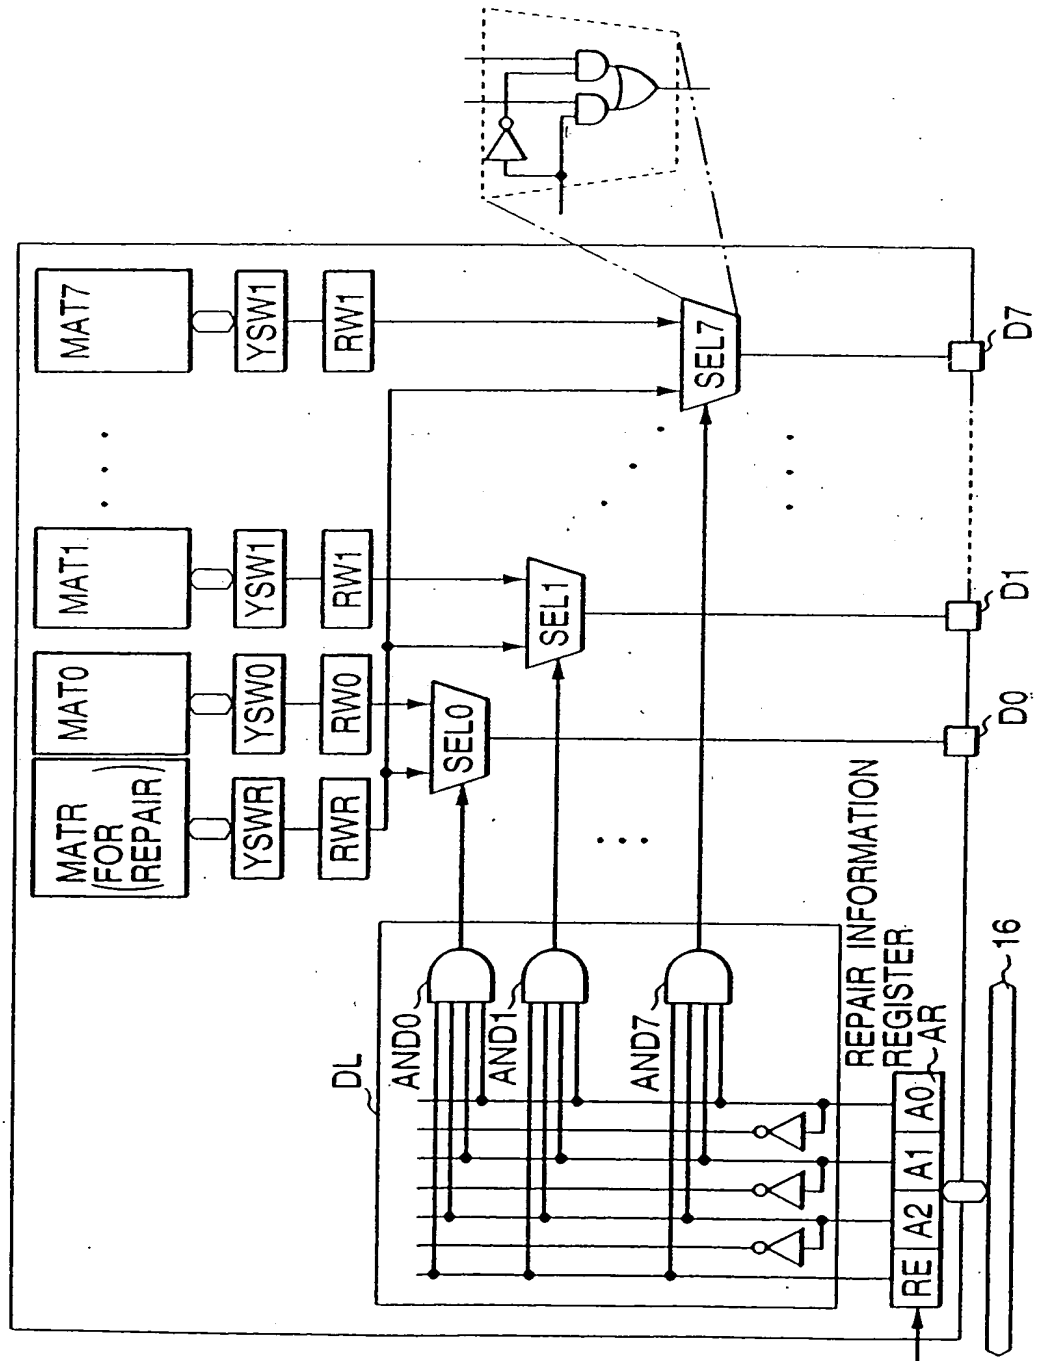 MATR
(FOR
REPAIR)
MAT0
MAT1
MAT7
YSWR
YSW0
YSW1
YSW1
RWR
RW0
RW1
RW1
SEL0
SEL1
SEL7
DL
AND0
AND1
AND7
REPAIR INFORMATION
REGISTER
RE
A2
A1
A0
AR
D0
D1
D7
16